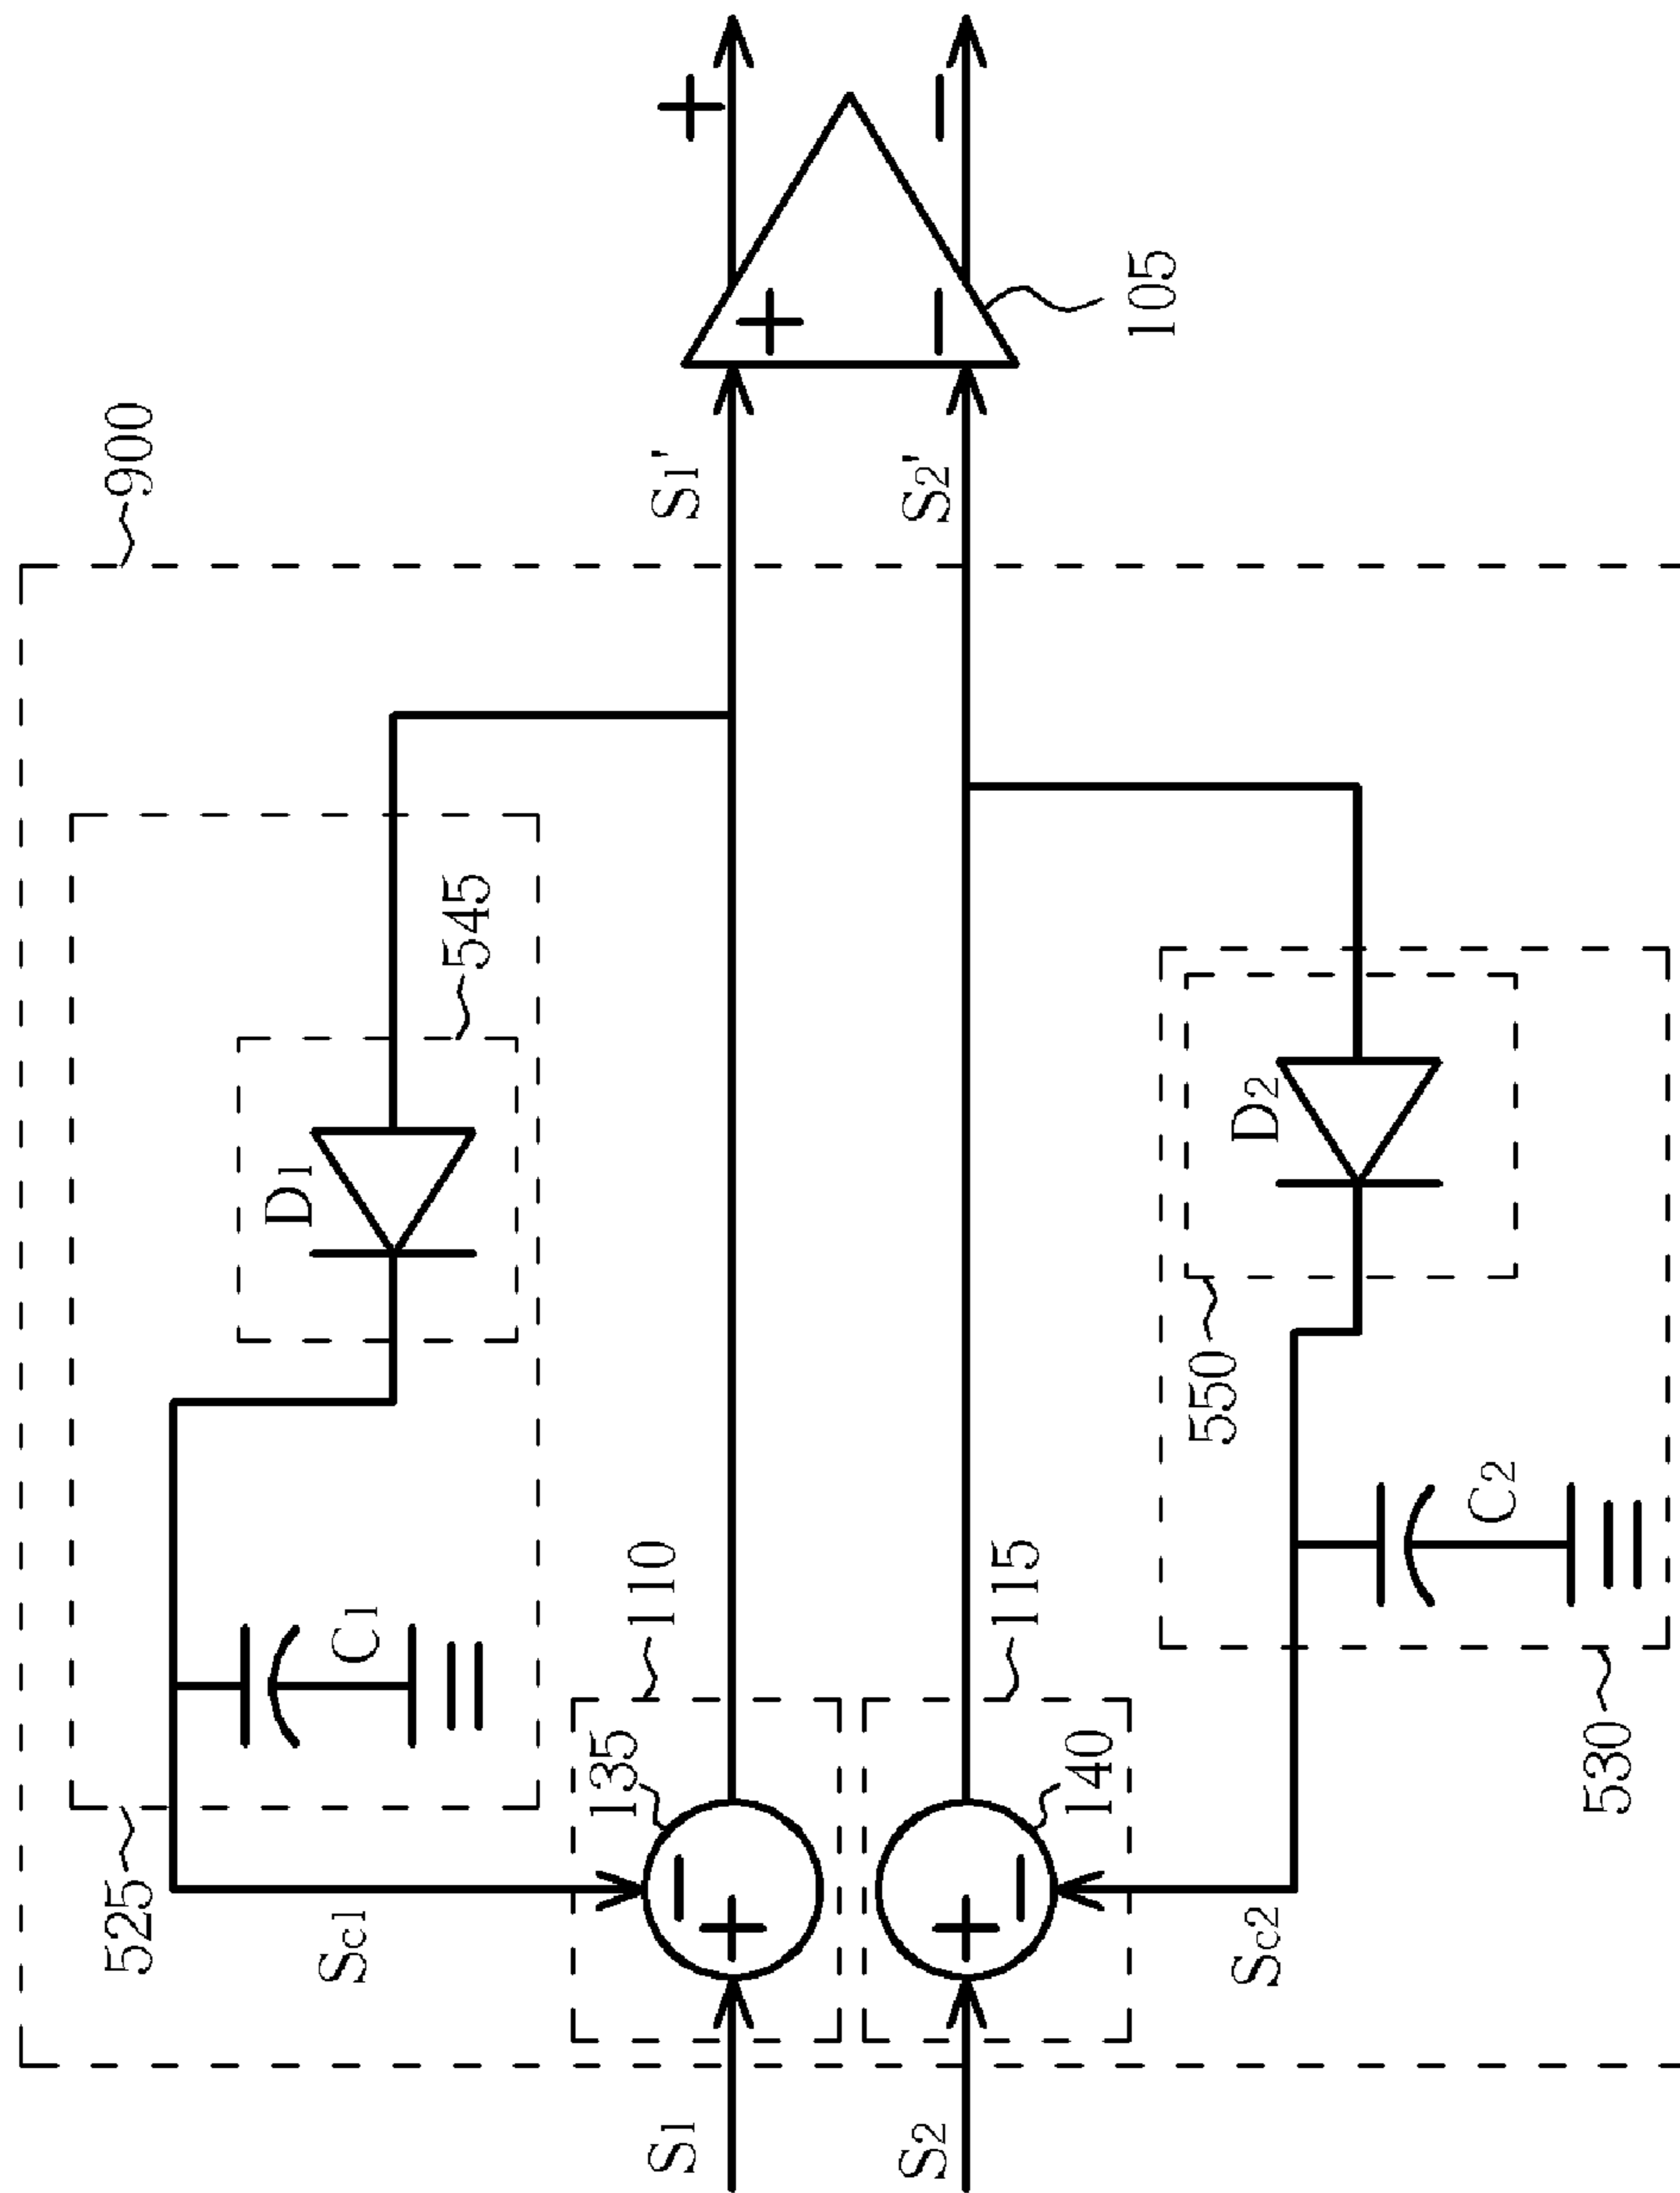 900
545
D1
C1
525
Sc1
110
135
S1
S1'
+
+
−
+
−
105
S2
S2'
−
+
−
+
140
115
Sc2
D2
550
C2
530